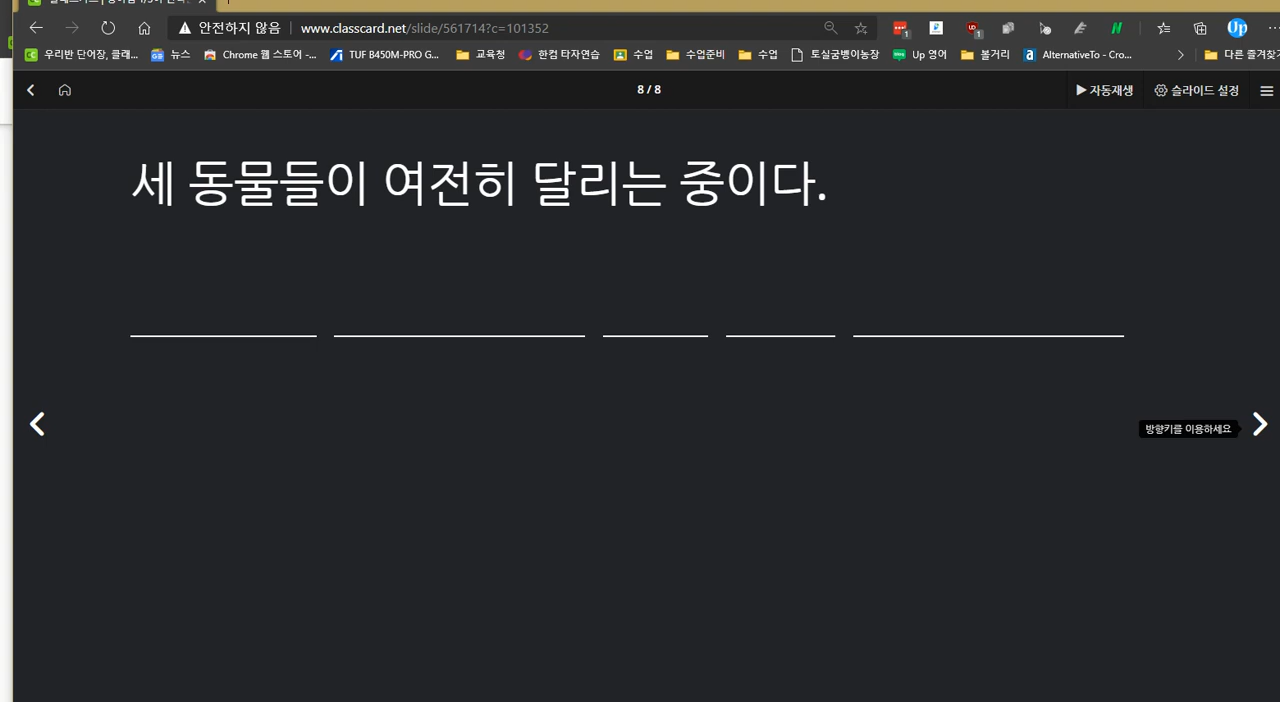 안전하지 않음 www.classcard.net/slide/561714?c=101352
우리반 단어장, 클래... 뉴스 Chrome 웹 스토어 -... TUF B450M-PRO G... 교육청 한컴 타자연습 수업 수업준비 수업 토실굼벵이농장 Up 영어 볼거리 AlternativeTo - Cro... 다른 즐겨찾기
8 / 8 자동재생 슬라이드 설정
세 동물들이 여전히 달리는 중이다.
방향키를 이용하세요